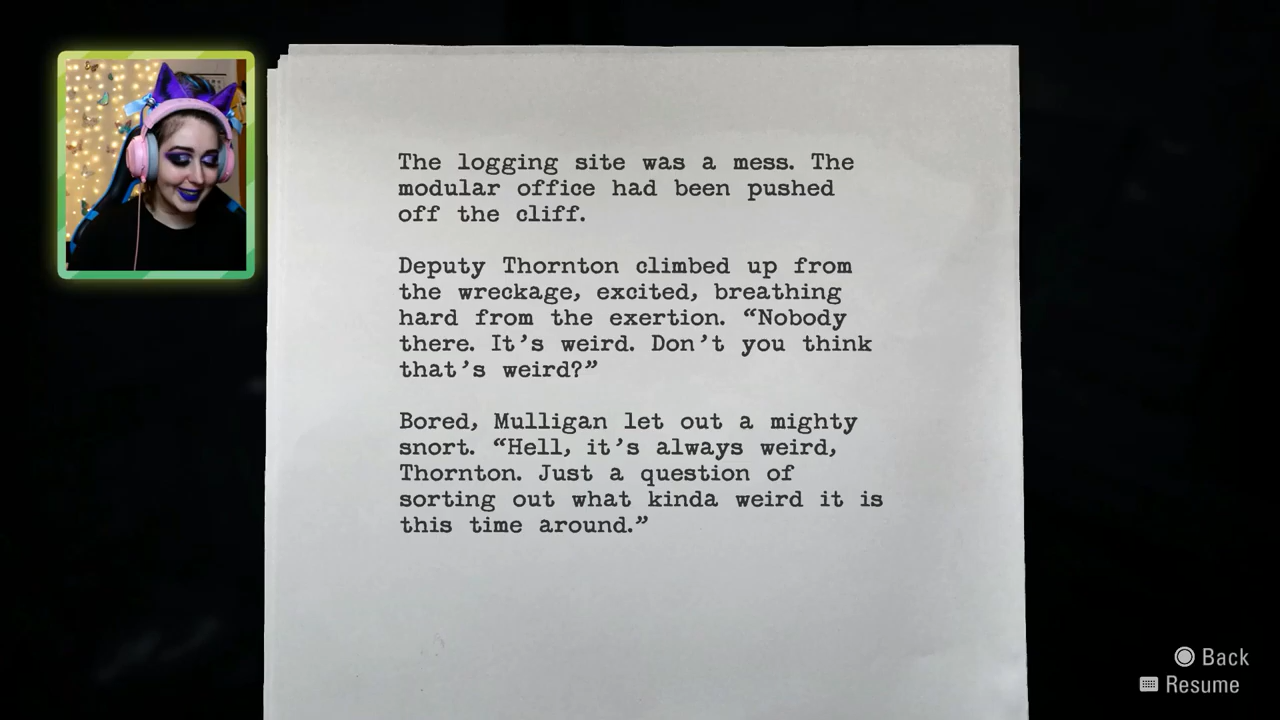 The logging site was a mess. The
modular office had been pushed
off the cliff.
Deputy Thornton climbed up from
the wreckage, excited, breathing
hard from the exertion. “Nobody
there. It’s weird. Don’t you think
that’s weird?”
Bored, Mulligan let out a mighty
snort. “Hell, it’s always weird,
Thornton. Just a question of
sorting out what kinda weird it is
this time around.”
Back
Resume